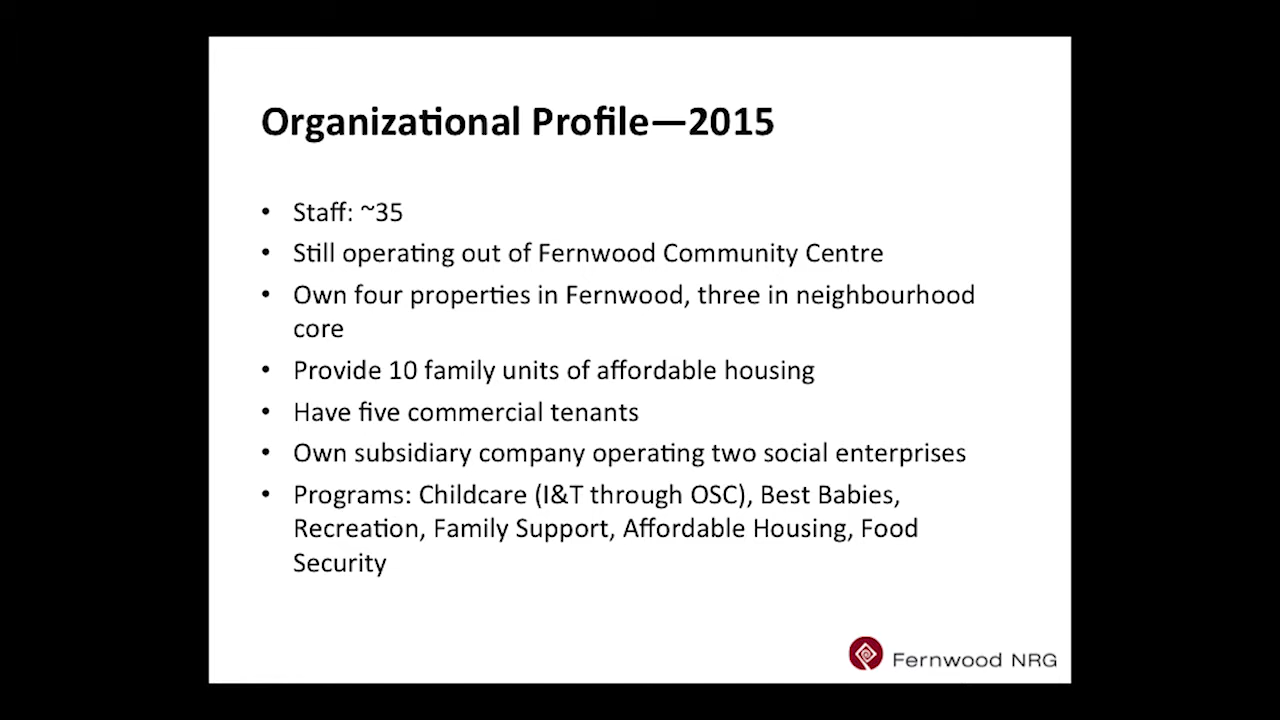 Organizational Profile—2015
• Staff: ~35
• Still operating out of Fernwood Community Centre
• Own four properties in Fernwood, three in neighbourhood
core
• Provide 10 family units of affordable housing
• Have five commercial tenants
• Own subsidiary company operating two social enterprises
• Programs: Childcare (I&T through OSC), Best Babies,
Recreation, Family Support, Affordable Housing, Food
Security
Fernwood NRG